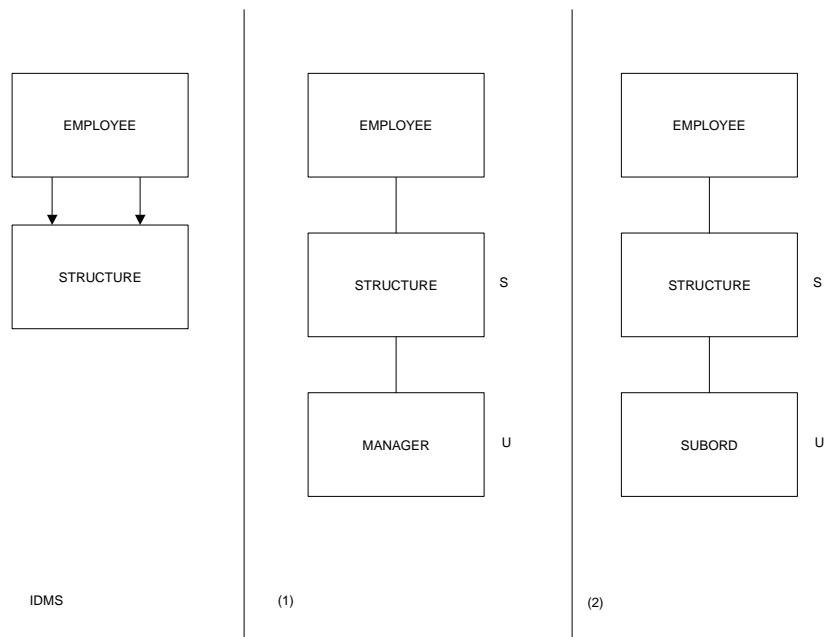 EMPLOYEE
STRUCTURE
IDMS
EMPLOYEE
STRUCTURE
S
MANAGER
U
(1)
EMPLOYEE
STRUCTURE
S
SUBORD
U
(2)